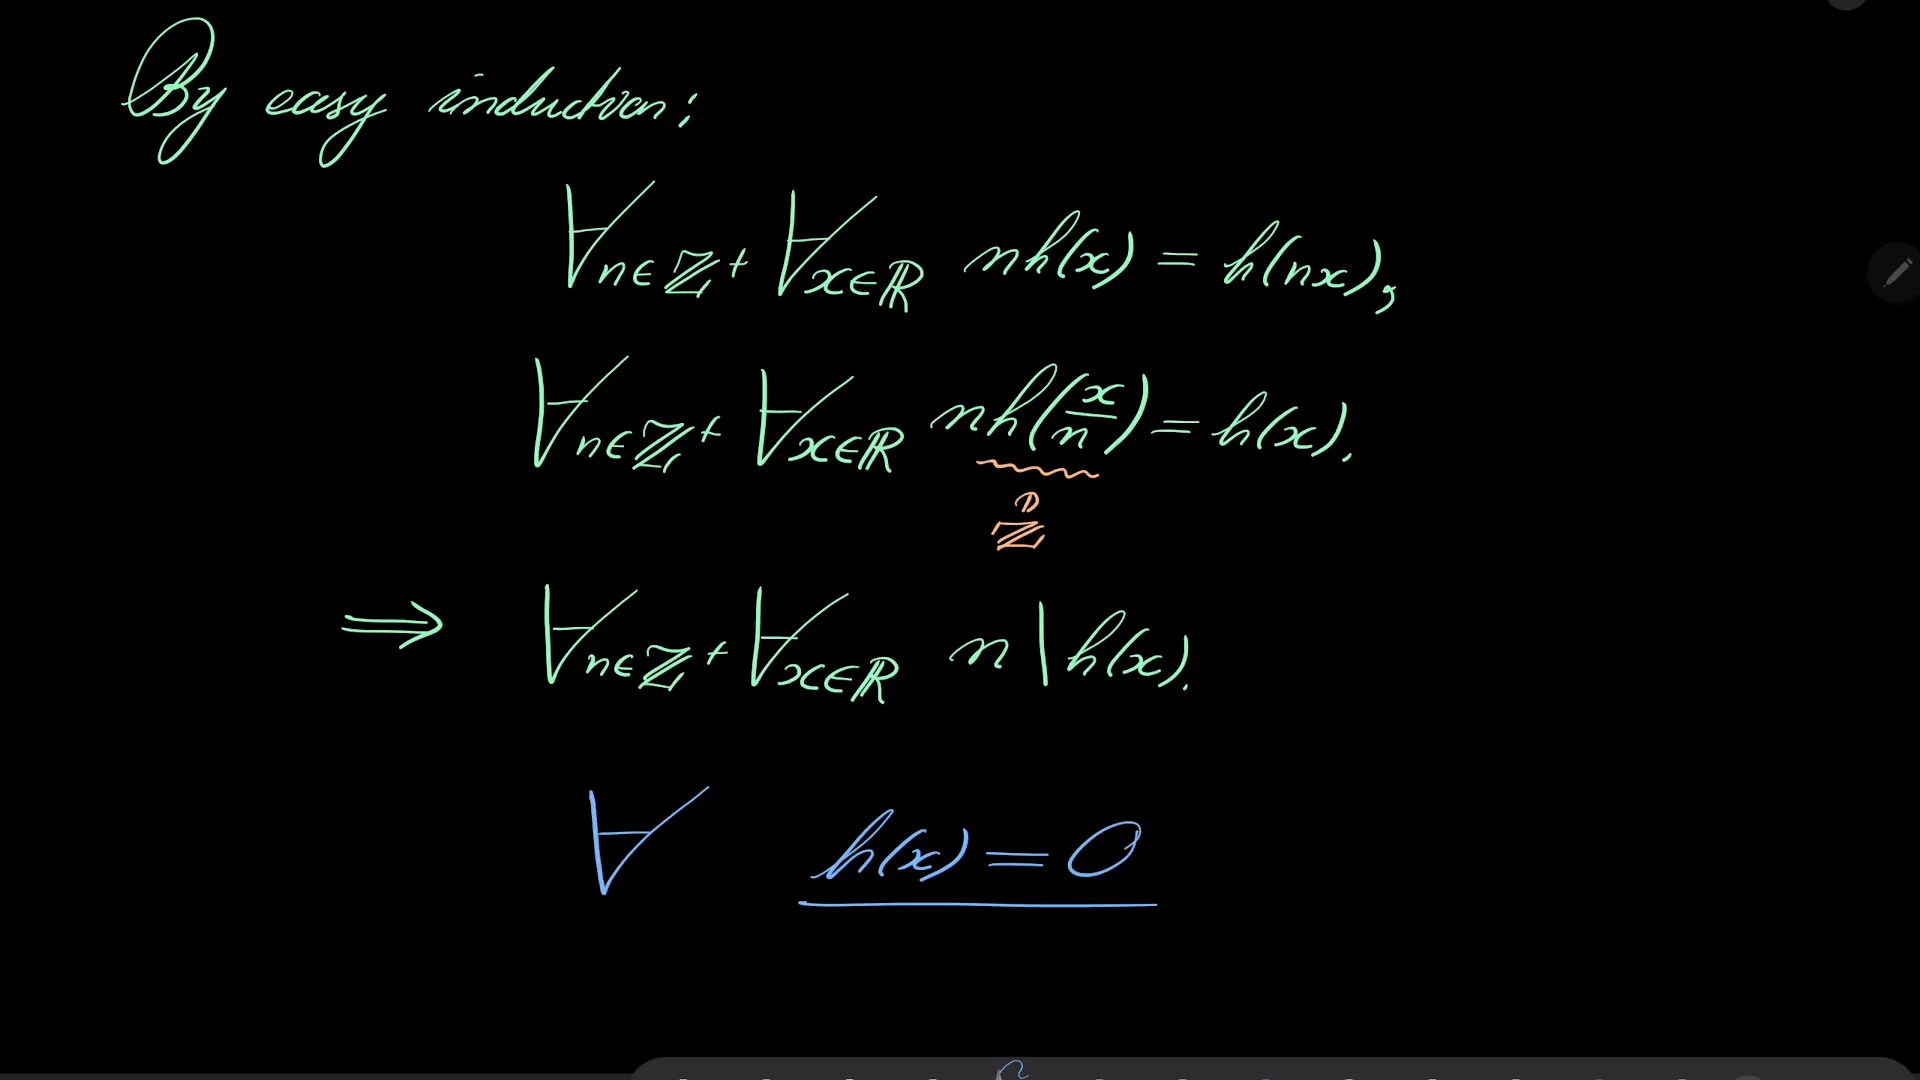 By easy induction:
∀n∈ℤ⁺ ∀x∈ℝ nh(x) = h(nx),
∀n∈ℤ⁺ ∀x∈ℝ nh(x/n) = h(x).
ℤ
⇒ ∀n∈ℤ⁺ ∀x∈ℝ n | h(x).
∀ h(x) = 0